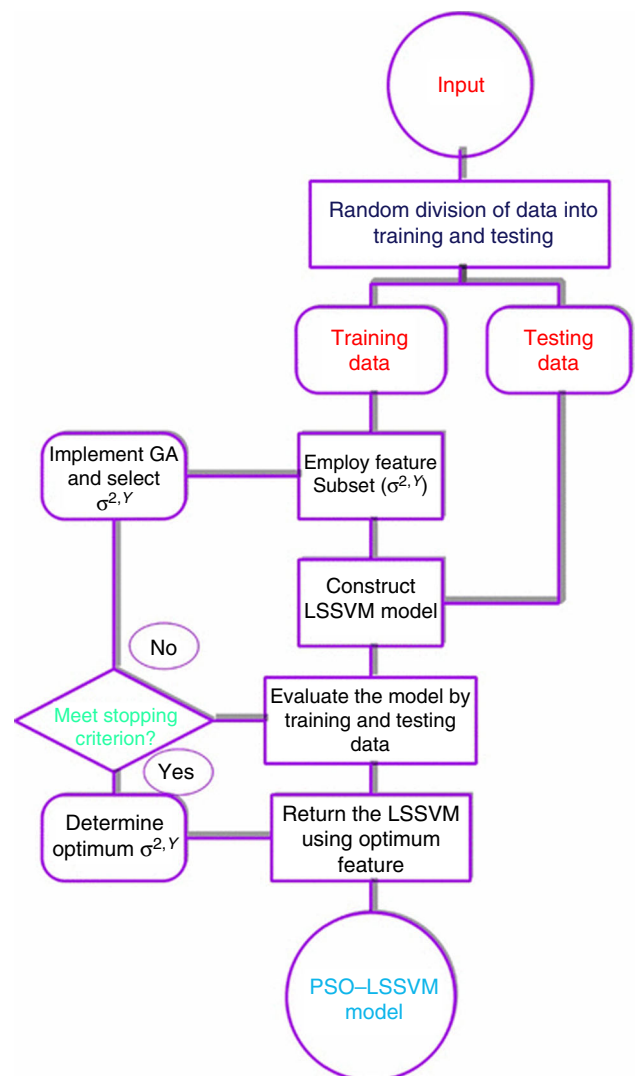 Input
Random division of data into
training and testing
Training
data
Testing
data
Implement GA
and select
σ²,ʸ
Employ feature
Subset (σ²,ʸ)
Construct
LSSVM model
No
Meet stopping
criterion?
Evaluate the model by
training and testing
data
Yes
Determine
optimum σ²,ʸ
Return the LSSVM
using optimum
feature
PSO–LSSVM
model